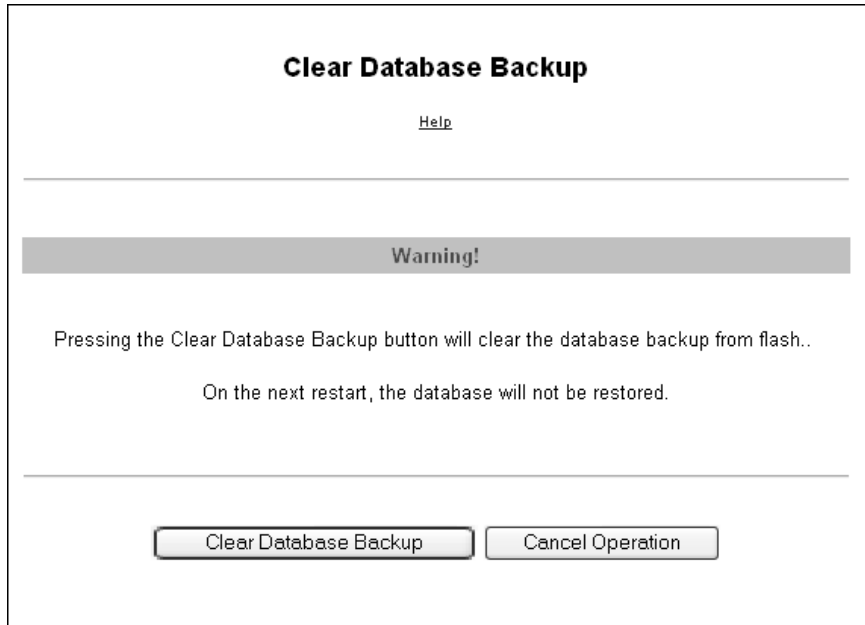 Clear Database Backup
Help
Warning!
Pressing the Clear Database Backup button will clear the database backup from flash..
On the next restart, the database will not be restored.
Clear Database Backup
Cancel Operation